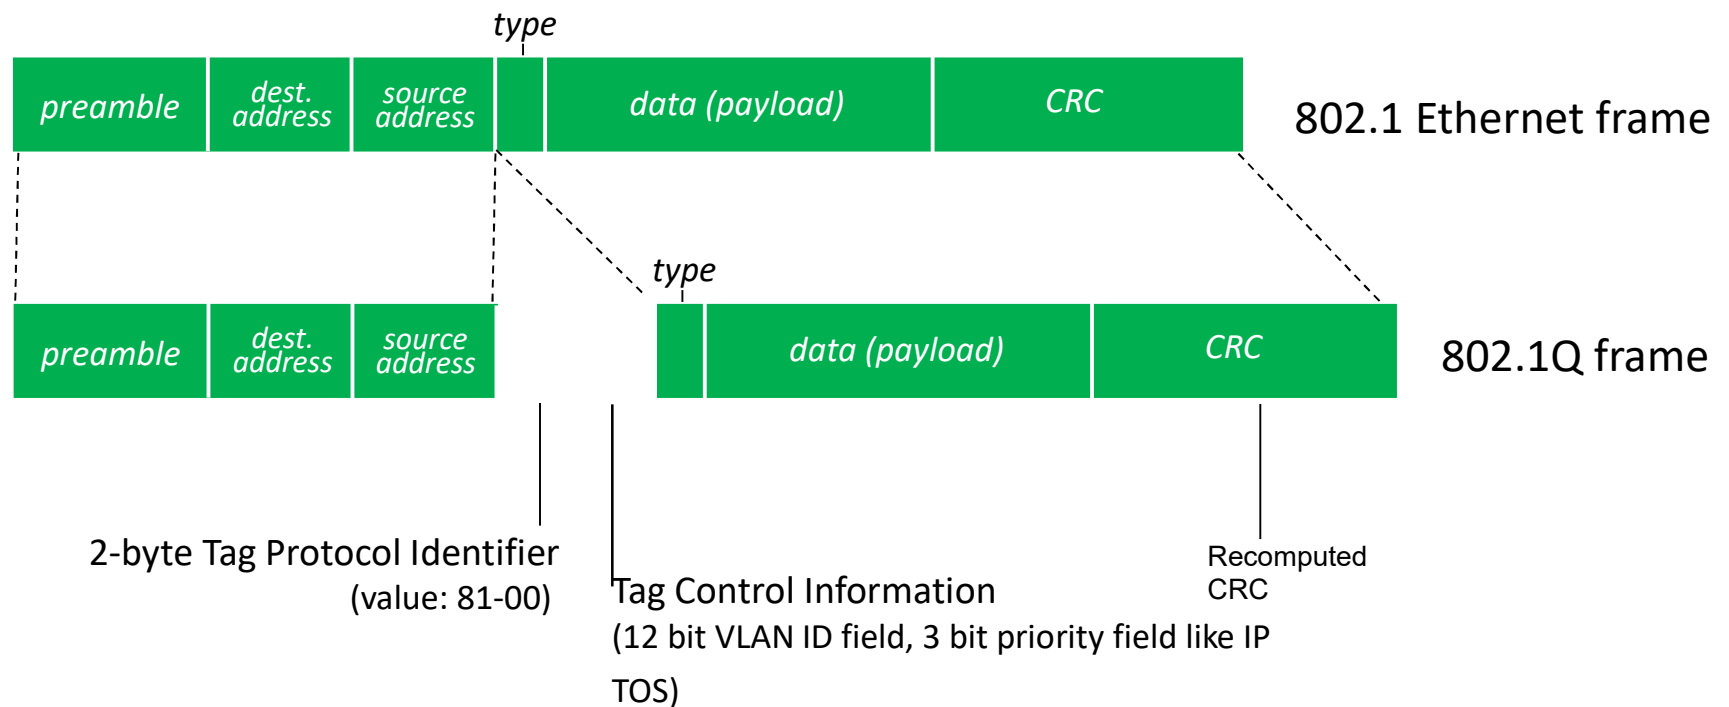 type
preamble
dest.
address
source
address
data (payload)
CRC
802.1 Ethernet frame
type
preamble
dest.
address
source
address
data (payload)
CRC
802.1Q frame
2-byte Tag Protocol Identifier
(value: 81-00)
Tag Control Information
(12 bit VLAN ID field, 3 bit priority field like IP
TOS)
Recomputed
CRC